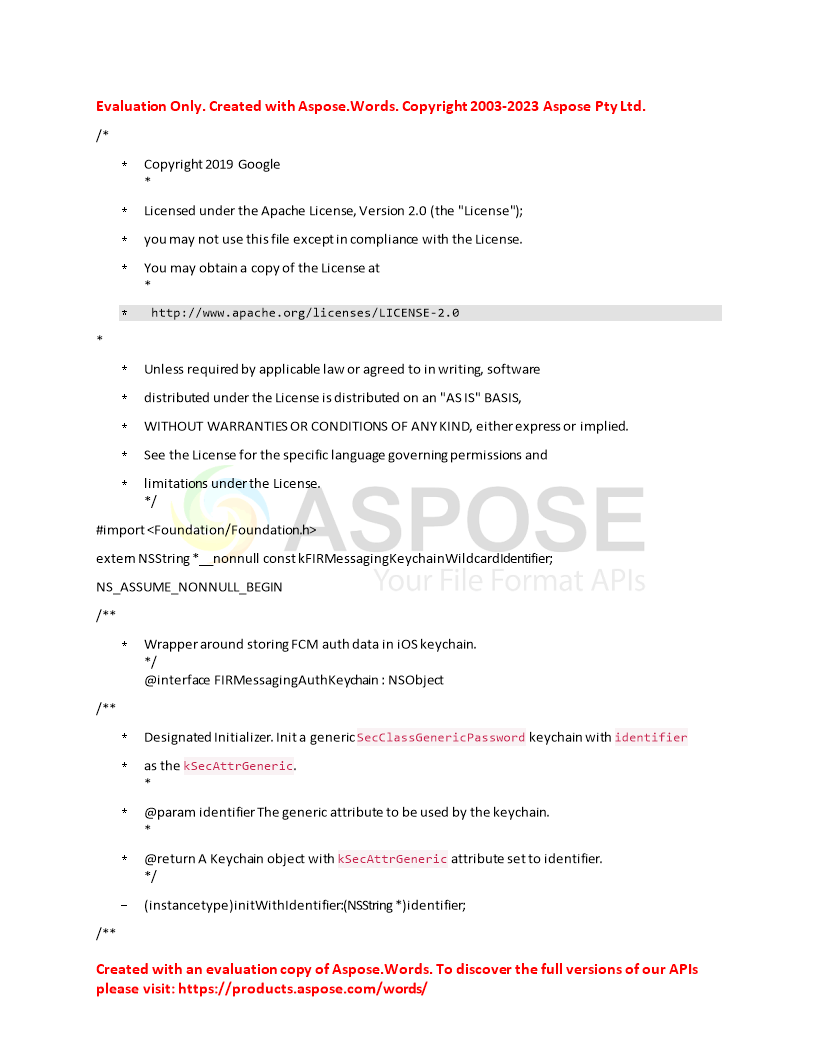 Evaluation Only. Created with Aspose.Words. Copyright 2003-2023 Aspose Pty Ltd.
/*
* Copyright 2019 Google
*
* Licensed under the Apache License, Version 2.0 (the "License");
* you may not use this file except in compliance with the License.
* You may obtain a copy of the License at
*
* http://www.apache.org/licenses/LICENSE-2.0
*
* Unless required by applicable law or agreed to in writing, software
* distributed under the License is distributed on an "AS IS" BASIS,
* WITHOUT WARRANTIES OR CONDITIONS OF ANY KIND, either express or implied.
* See the License for the specific language governing permissions and
* limitations under the License.
*/
ASPOSE
#import <Foundation/Foundation.h>
extern NSString *__nonnull const kFIRMessagingKeychainWildcardIdentifier;
Your File Format APIs
NS_ASSUME_NONNULL_BEGIN
/**
* Wrapper around storing FCM auth data in iOS keychain.
*/
@interface FIRMessagingAuthKeychain : NSObject
/**
* Designated Initializer. Init a generic SecClassGenericPassword keychain with identifier
* as the kSecAttrGeneric.
*
* @param identifier The generic attribute to be used by the keychain.
*
* @return A Keychain object with kSecAttrGeneric attribute set to identifier.
*/
– (instancetype)initWithIdentifier:(NSString *)identifier;
/**
Created with an evaluation copy of Aspose.Words. To discover the full versions of our APIs
please visit: https://products.aspose.com/words/